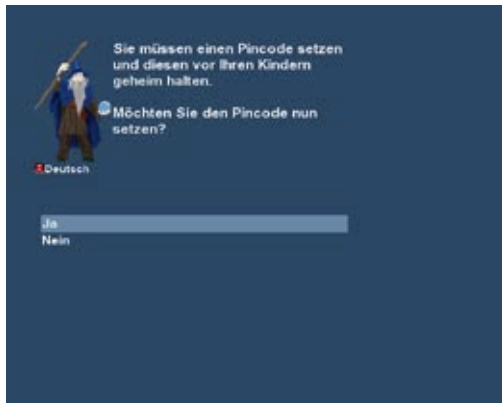 Sie müssen einen Pincode setzen
und diesen vor Ihren Kindern
geheim halten.
Möchten Sie den Pincode nun
setzen?
Deutsch
Ja
Nein